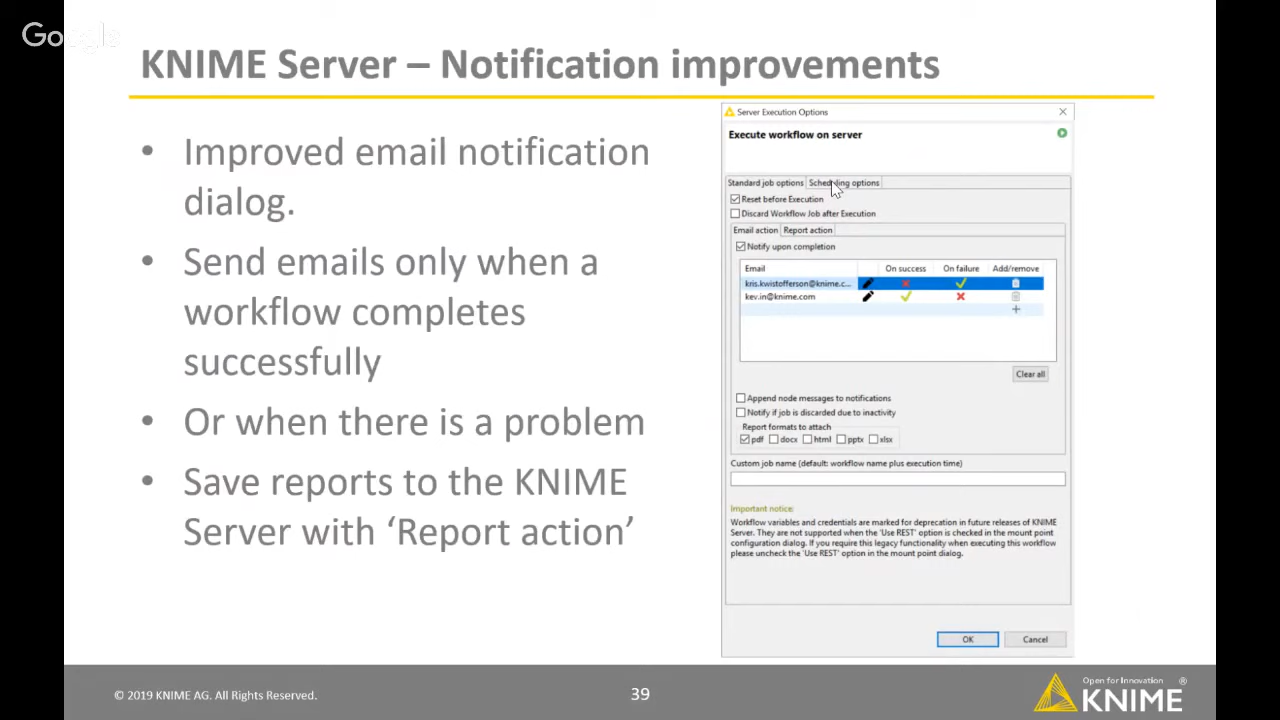 Google
KNIME Server – Notification improvements
• Improved email notification
dialog.
• Send emails only when a
workflow completes
successfully
• Or when there is a problem
• Save reports to the KNIME
Server with ‘Report action’
Server Execution Options
Execute workflow on server
Standard job options Scheduling options
Reset before Execution
Discard Workflow Job after Execution
Email action Report action
Notify upon completion
Email On success On failure Add/remove
kris.kwistofferson@knime.c...
kev.in@knime.com
Clear all
Append node messages to notifications
Notify if job is discarded due to inactivity
Report formats to attach
pdf docx html pptx xlsx
Custom job name (default: workflow name plus execution time)
Important notice:
Workflow variables and credentials are marked for deprecation in future releases of KNIME
Server. They are not supported when the 'Use REST' option is checked in the mount point
configuration dialog. If you require this legacy functionality when executing this workflow
please uncheck the 'Use REST' option in the mount point dialog.
OK Cancel
© 2019 KNIME AG. All Rights Reserved.
39
Open for Innovation ®
KNIME